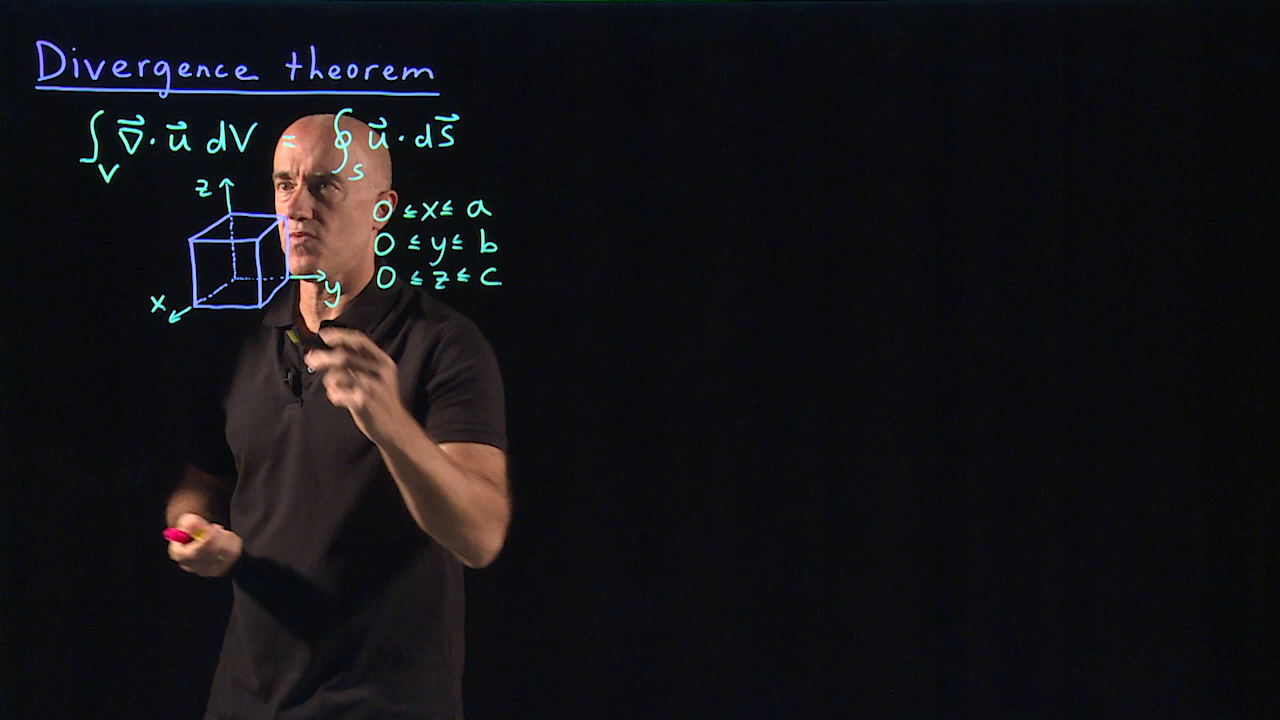 Divergence theorem
∫_V ∇⃗·u⃗ dV = ∮_S u⃗·dS⃗
z
0 ≤ x ≤ a
0 ≤ y ≤ b
0 ≤ z ≤ c
x
y